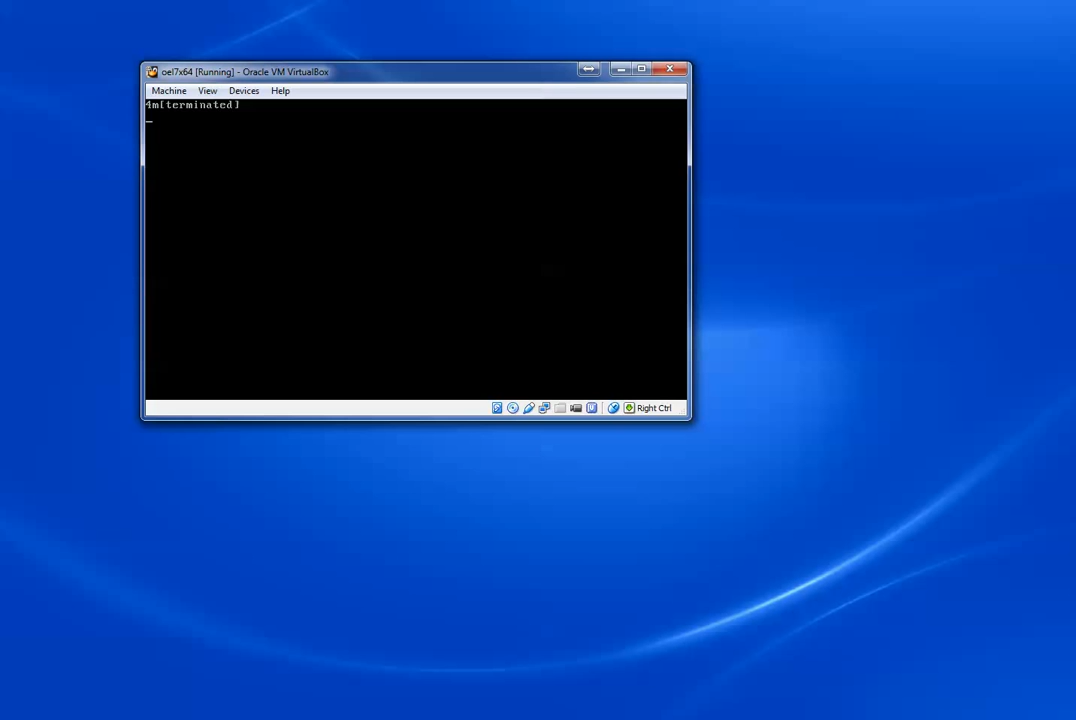 oel7x64 [Running] - Oracle VM VirtualBox
Machine View Devices Help
4m[terminated]
_
Right Ctrl